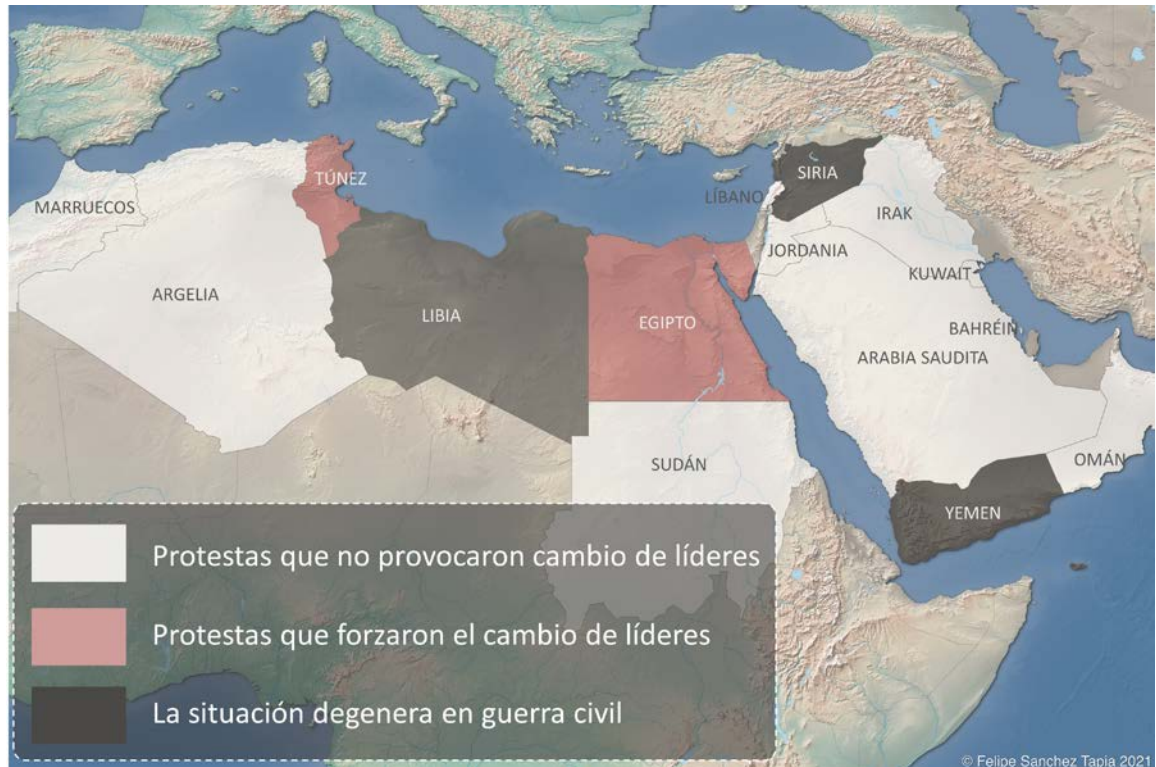 TÚNEZ
SIRIA
LÍBANO
MARRUECOS
IRAK
JORDANIA
KUWAIT
ARGELIA
LIBIA
EGIPTO
BAHRÉIN
ARABIA SAUDITA
SUDÁN
OMÁN
YEMEN
Protestas que no provocaron cambio de líderes
Protestas que forzaron el cambio de líderes
La situación degenera en guerra civil
© Felipe Sanchez Tapia 2021